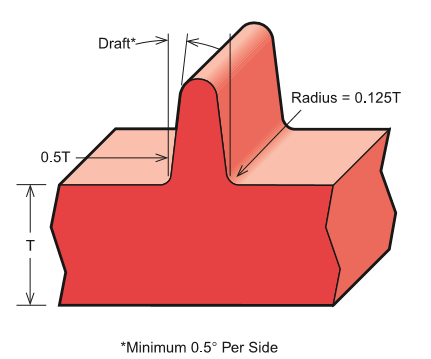 Draft*
Radius = 0.125T
0.5T
T
*Minimum 0.5° Per Side